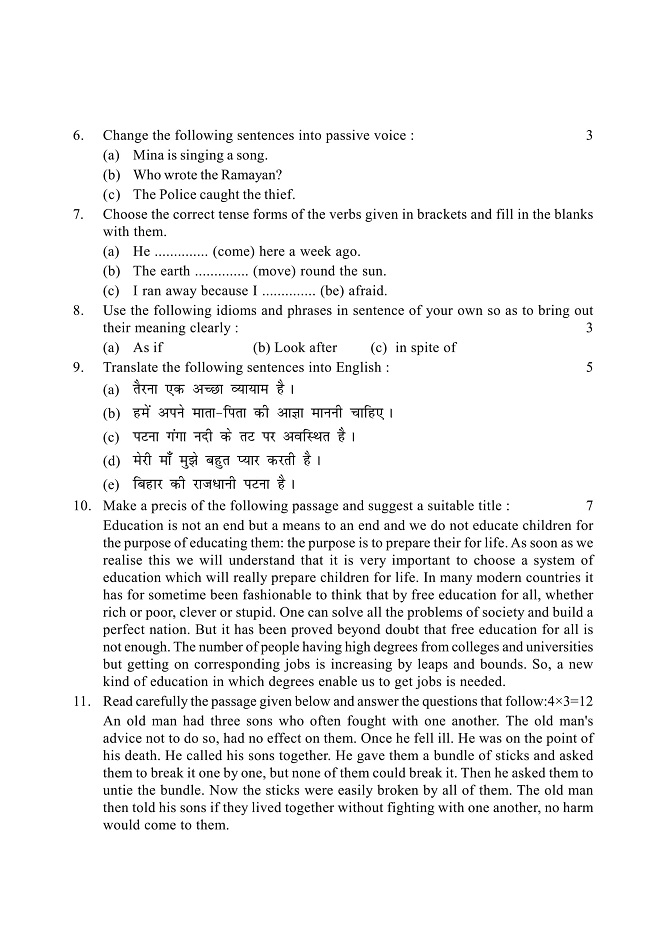 6. Change the following sentences into passive voice : 3
(a) Mina is singing a song.
(b) Who wrote the Ramayan?
(c) The Police caught the thief.
7. Choose the correct tense forms of the verbs given in brackets and fill in the blanks
with them.
(a) He .............. (come) here a week ago.
(b) The earth .............. (move) round the sun.
(c) I ran away because I .............. (be) afraid.
8. Use the following idioms and phrases in sentence of your own so as to bring out
their meaning clearly : 3
(a) As if (b) Look after (c) in spite of
9. Translate the following sentences into English : 5
(a) तैरना एक अच्छा व्यायाम है ।
(b) हमें अपने माता-पिता की आज्ञा माननी चाहिए ।
(c) पटना गंगा नदी के तट पर अवस्थित है ।
(d) मेरी माँ मुझे बहुत प्यार करती है ।
(e) बिहार की राजधानी पटना है ।
10. Make a precis of the following passage and suggest a suitable title : 7
Education is not an end but a means to an end and we do not educate children for
the purpose of educating them: the purpose is to prepare their for life. As soon as we
realise this we will understand that it is very important to choose a system of
education which will really prepare children for life. In many modern countries it
has for sometime been fashionable to think that by free education for all, whether
rich or poor, clever or stupid. One can solve all the problems of society and build a
perfect nation. But it has been proved beyond doubt that free education for all is
not enough. The number of people having high degrees from colleges and universities
but getting on corresponding jobs is increasing by leaps and bounds. So, a new
kind of education in which degrees enable us to get jobs is needed.
11. Read carefully the passage given below and answer the questions that follow:4×3=12
An old man had three sons who often fought with one another. The old man's
advice not to do so, had no effect on them. Once he fell ill. He was on the point of
his death. He called his sons together. He gave them a bundle of sticks and asked
them to break it one by one, but none of them could break it. Then he asked them to
untie the bundle. Now the sticks were easily broken by all of them. The old man
then told his sons if they lived together without fighting with one another, no harm
would come to them.